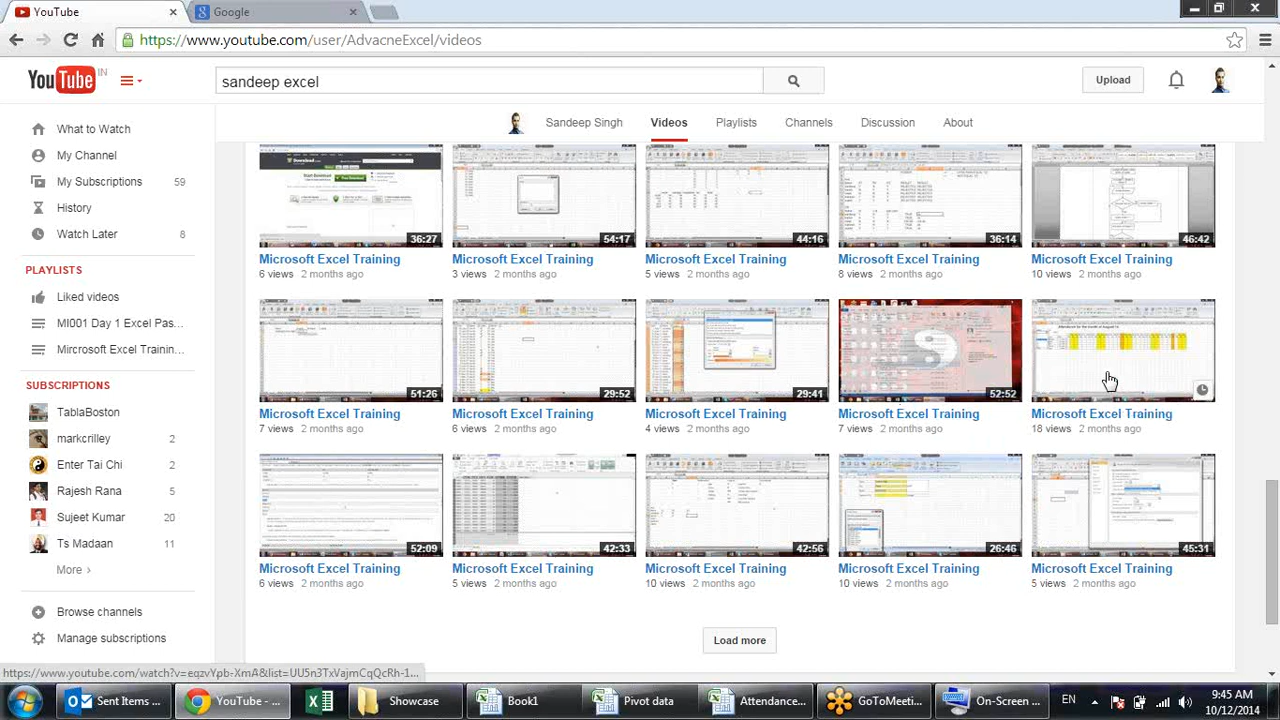 YouTube
Google
https://www.youtube.com/user/AdvacneExcel/videos
YouTube IN
sandeep excel
Upload
Sandeep Singh Videos Playlists Channels Discussion About
What to Watch
My Channel
My Subscriptions 59
History
Watch Later 8
PLAYLISTS
Liked videos
MI001 Day 1 Excel Pas...
Mircrosoft Excel Trainin...
SUBSCRIPTIONS
TablaBoston
markcrilley 2
Enter Tai Chi 2
Rajesh Rana 5
Sujeet Kumar 20
Ts Madaan 11
More ›
Browse channels
Manage subscriptions
36:27 54:17 44:16 36:14 46:42
Microsoft Excel Training Microsoft Excel Training Microsoft Excel Training Microsoft Excel Training Microsoft Excel Training
6 views 2 months ago 3 views 2 months ago 5 views 2 months ago 8 views 2 months ago 10 views 2 months ago
51:26 29:52 29:41 52:52
Microsoft Excel Training Microsoft Excel Training Microsoft Excel Training Microsoft Excel Training Microsoft Excel Training
7 views 2 months ago 6 views 2 months ago 4 views 2 months ago 7 views 2 months ago 18 views 2 months ago
52:09 42:33 42:56 26:46 55:31
Microsoft Excel Training Microsoft Excel Training Microsoft Excel Training Microsoft Excel Training Microsoft Excel Training
6 views 2 months ago 5 views 2 months ago 10 views 2 months ago 10 views 2 months ago 5 views 2 months ago
Load more
Sent Items ... YouTube - ... Showcase Book1 Pivot data Attendance... GoToMeeti... On-Screen ... EN 9:45 AM
10/12/2014